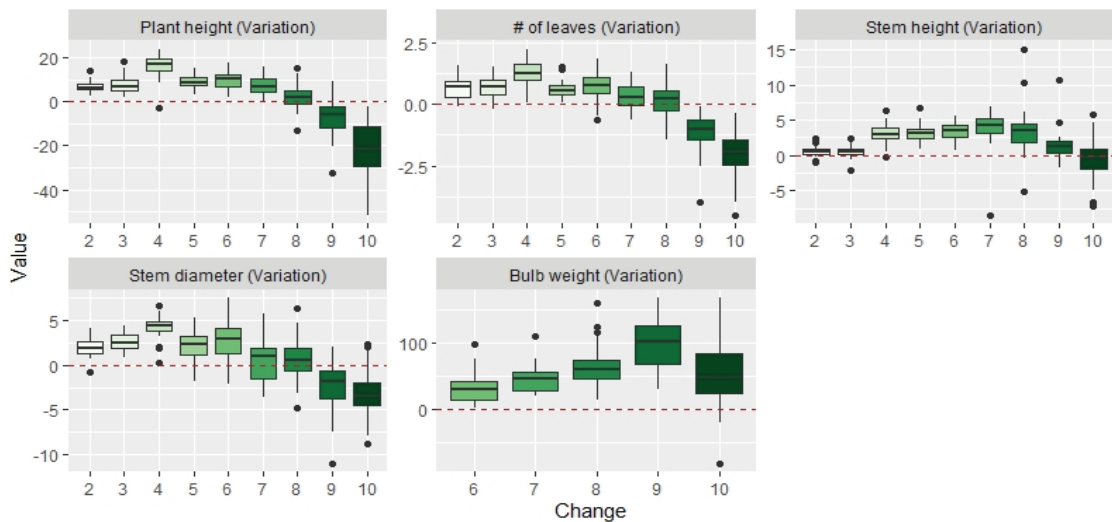 Plant height (Variation)
# of leaves (Variation)
Stem height (Variation)
20
0
-20
-40
2 3 4 5 6 7 8 9 10
2.5
0.0
-2.5
2 3 4 5 6 7 8 9 10
15
10
5
0
-5
2 3 4 5 6 7 8 9 10
Value
Stem diameter (Variation)
Bulb weight (Variation)
5
0
-5
-10
2 3 4 5 6 7 8 9 10
100
0
6 7 8 9 10
Change